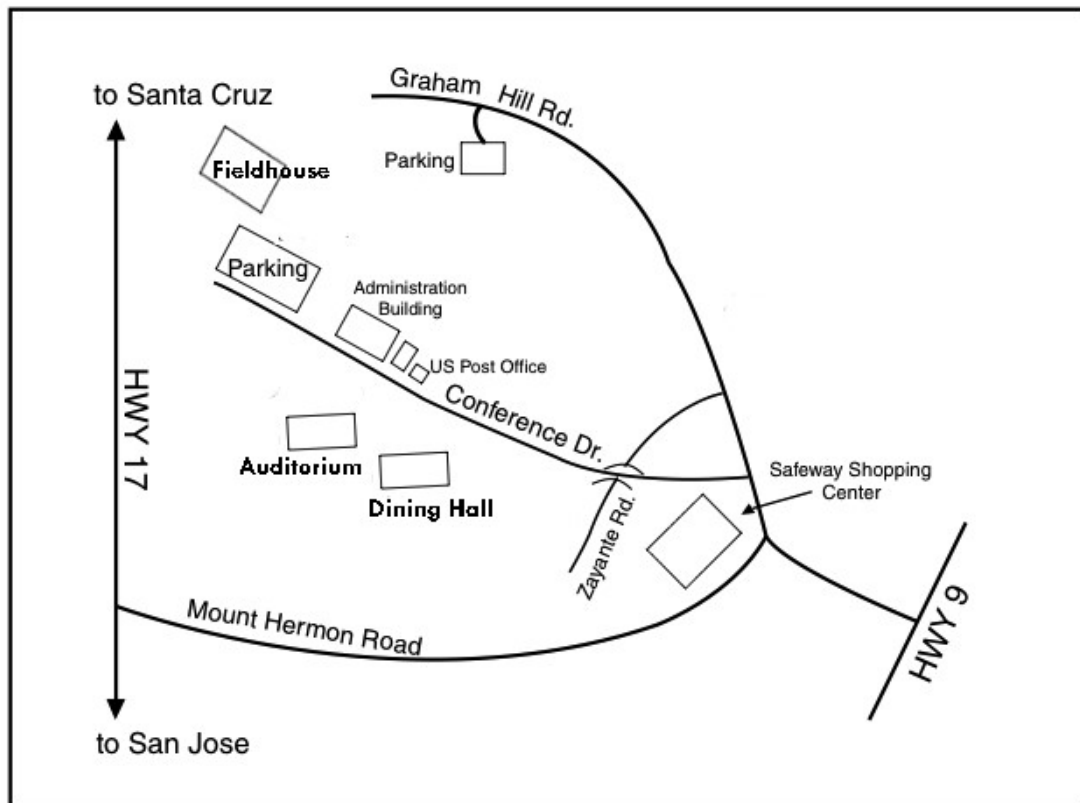 to Santa Cruz
Graham Hill Rd.
Parking
Fieldhouse
Parking
Administration
Building
US Post Office
HWY 17
Conference Dr.
Auditorium
Dining Hall
Safeway Shopping
Center
Zayante Rd.
HWY 9
Mount Hermon Road
to San Jose